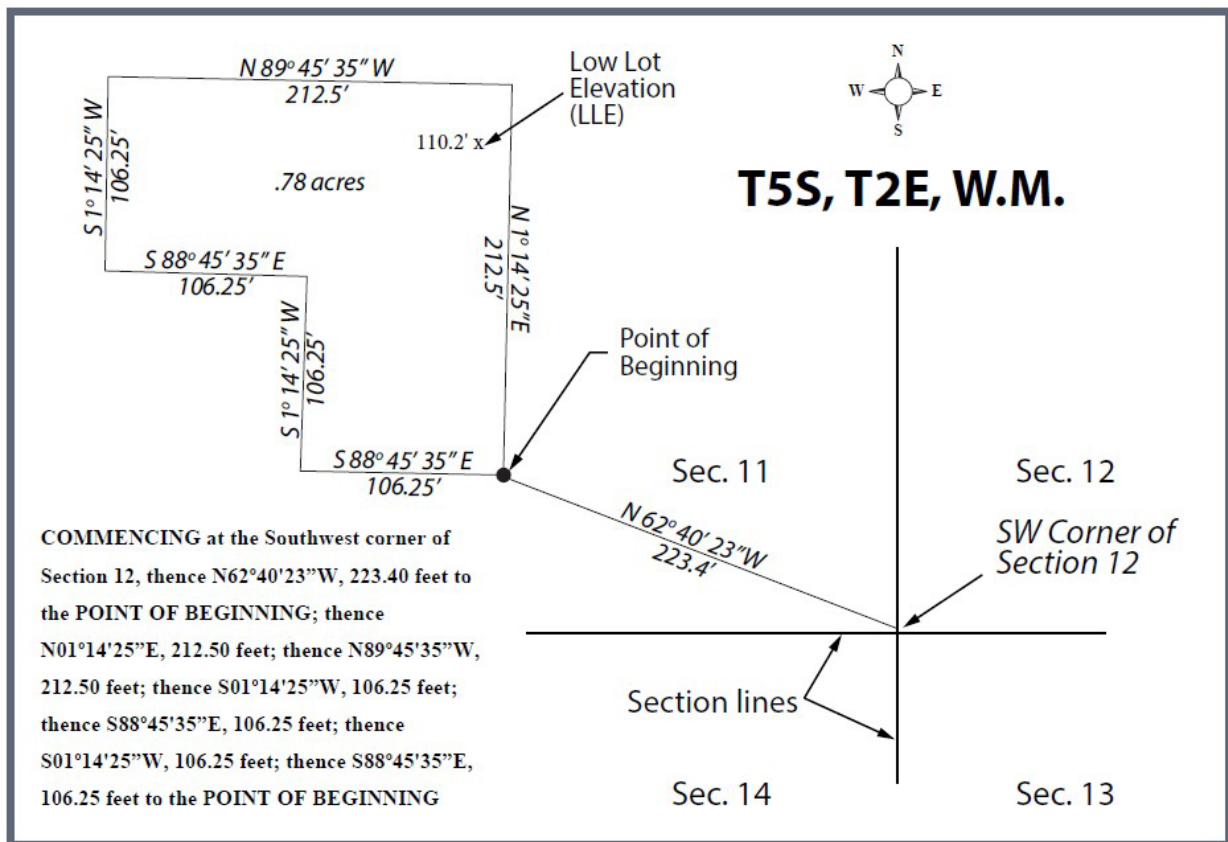 N 89° 45' 35" W
212.5'
Low Lot
Elevation
(LLE)
N
W
E
S
110.2' x
S 1° 14' 25" W
106.25'
.78 acres
T5S, T2E, W.M.
N 1° 14' 25"E
212.5'
S 88° 45' 35" E
106.25'
S 1° 14' 25" W
106.25'
Point of
Beginning
S 88° 45' 35" E
106.25'
Sec. 11
Sec. 12
N 62° 40' 23"W
223.4'
SW Corner of
Section 12
COMMENCING at the Southwest corner of
Section 12, thence N62°40'23”W, 223.40 feet to
the POINT OF BEGINNING; thence
N01°14'25”E, 212.50 feet; thence N89°45'35”W,
212.50 feet; thence S01°14'25”W, 106.25 feet;
thence S88°45'35”E, 106.25 feet; thence
S01°14'25”W, 106.25 feet; thence S88°45'35”E,
106.25 feet to the POINT OF BEGINNING
Section lines
Sec. 14
Sec. 13